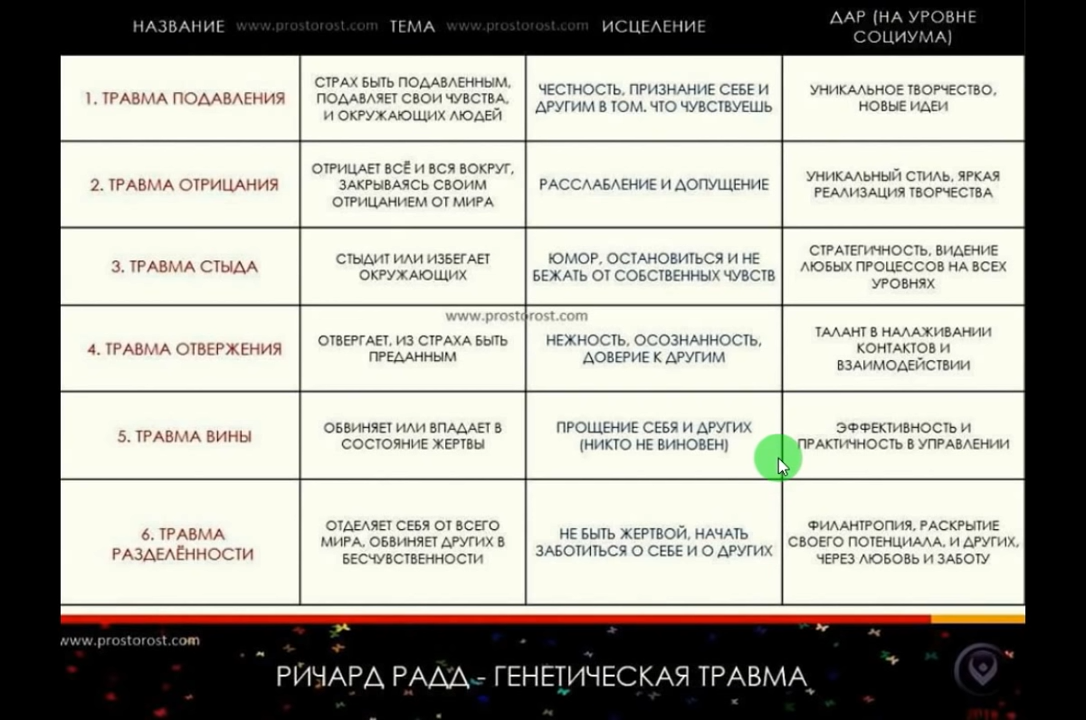 НАЗВАНИЕ www.prostorost.com ТЕМА www.prostorost.com ИСЦЕЛЕНИЕ ДАР (НА УРОВНЕ
СОЦИУМА)
1. ТРАВМА ПОДАВЛЕНИЯ
СТРАХ БЫТЬ ПОДАВЛЕННЫМ,
ПОДАВЛЯЕТ СВОИ ЧУВСТВА,
И ОКРУЖАЮЩИХ ЛЮДЕЙ
ЧЕСТНОСТЬ, ПРИЗНАНИЕ СЕБЕ И
ДРУГИМ В ТОМ. ЧТО ЧУВСТВУЕШЬ
УНИКАЛЬНОЕ ТВОРЧЕСТВО,
НОВЫЕ ИДЕИ
2. ТРАВМА ОТРИЦАНИЯ
ОТРИЦАЕТ ВСЁ И ВСЯ ВОКРУГ,
ЗАКРЫВАЯСЬ СВОИМ
ОТРИЦАНИЕМ ОТ МИРА
РАССЛАБЛЕНИЕ И ДОПУЩЕНИЕ
УНИКАЛЬНЫЙ СТИЛЬ, ЯРКАЯ
РЕАЛИЗАЦИЯ ТВОРЧЕСТВА
3. ТРАВМА СТЫДА
СТЫДИТ ИЛИ ИЗБЕГАЕТ
ОКРУЖАЮЩИХ
ЮМОР, ОСТАНОВИТЬСЯ И НЕ
БЕЖАТЬ ОТ СОБСТВЕННЫХ ЧУВСТВ
СТРАТЕГИЧНОСТЬ, ВИДЕНИЕ
ЛЮБЫХ ПРОЦЕССОВ НА ВСЕХ
УРОВНЯХ
www.prostorost.com
4. ТРАВМА ОТВЕРЖЕНИЯ
ОТВЕРГАЕТ, ИЗ СТРАХА БЫТЬ
ПРЕДАННЫМ
НЕЖНОСТЬ, ОСОЗНАННОСТЬ,
ДОВЕРИЕ К ДРУГИМ
ТАЛАНТ В НАЛАЖИВАНИИ
КОНТАКТОВ И
ВЗАИМОДЕЙСТВИИ
5. ТРАВМА ВИНЫ
ОБВИНЯЕТ ИЛИ ВПАДАЕТ В
СОСТОЯНИЕ ЖЕРТВЫ
ПРОЩЕНИЕ СЕБЯ И ДРУГИХ
(НИКТО НЕ ВИНОВЕН)
ЭФФЕКТИВНОСТЬ И
ПРАКТИЧНОСТЬ В УПРАВЛЕНИИ
6. ТРАВМА
РАЗДЕЛЁННОСТИ
ОТДЕЛЯЕТ СЕБЯ ОТ ВСЕГО
МИРА, ОБВИНЯЕТ ДРУГИХ В
БЕСЧУВСТВЕННОСТИ
НЕ БЫТЬ ЖЕРТВОЙ, НАЧАТЬ
ЗАБОТИТЬСЯ О СЕБЕ И О ДРУГИХ
ФИЛАНТРОПИЯ, РАСКРЫТИЕ
СВОЕГО ПОТЕНЦИАЛА, И ДРУГИХ,
ЧЕРЕЗ ЛЮБОВЬ И ЗАБОТУ
www.prostorost.com
РИЧАРД РАДД - ГЕНЕТИЧЕСКАЯ ТРАВМА